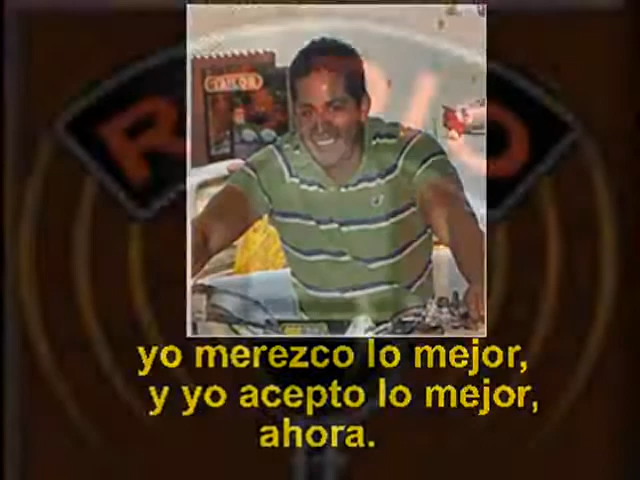 yo merezco lo mejor,
y yo acepto lo mejor,
ahora.